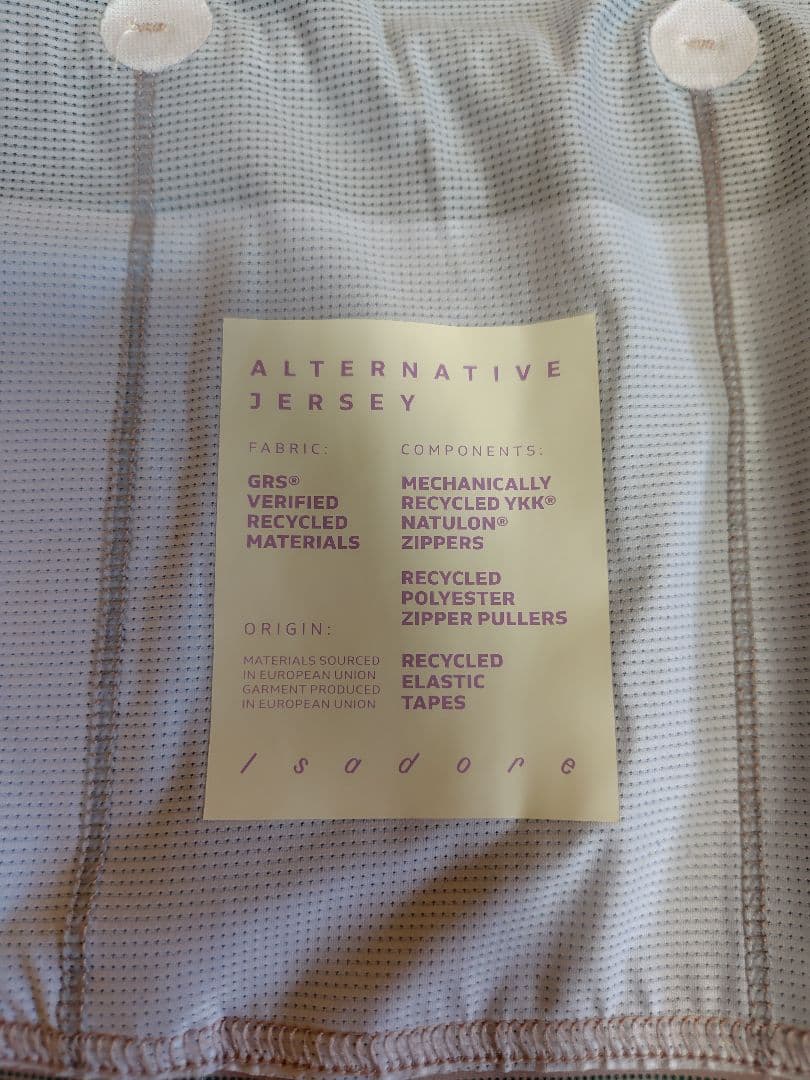 ALTERNATIVE
JERSEY
FABRIC:
GRS®
VERIFIED
RECYCLED
MATERIALS
COMPONENTS:
MECHANICALLY
RECYCLED YKK®
NATULON®
ZIPPERS
RECYCLED
POLYESTER
ZIPPER PULLERS
RECYCLED
ELASTIC
TAPES
ORIGIN:
MATERIALS SOURCED
IN EUROPEAN UNION
GARMENT PRODUCED
IN EUROPEAN UNION
Isadore